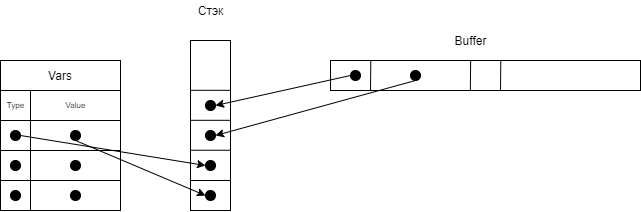 Стэк
Buffer
Vars
Type Value